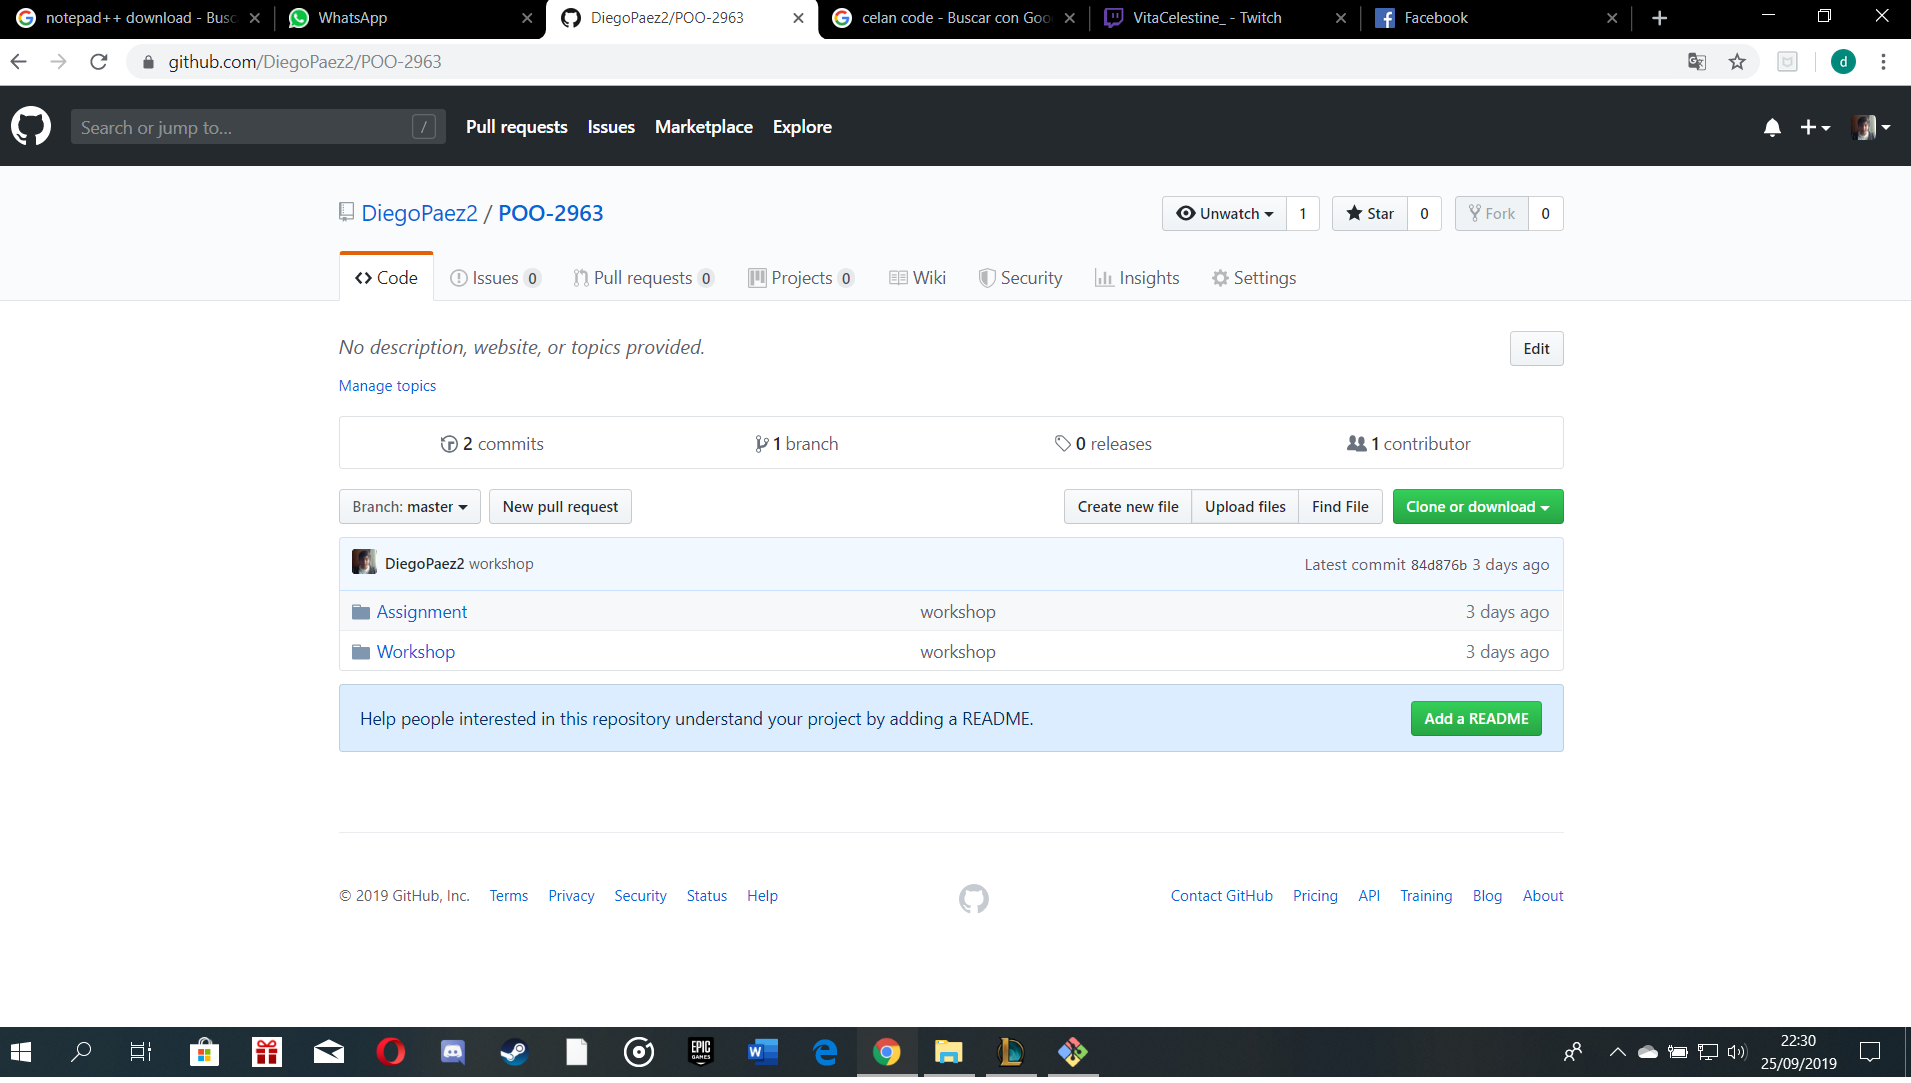 notepad++ download - Busc
WhatsApp
DiegoPaez2/POO-2963
celan code - Buscar con Goo
VitaCelestine_ - Twitch
Facebook
github.com/DiegoPaez2/POO-2963
d
Search or jump to...
/
Pull requests
Issues
Marketplace
Explore
DiegoPaez2 / POO-2963
Unwatch 1
Star 0
Fork 0
Code
Issues 0
Pull requests 0
Projects 0
Wiki
Security
Insights
Settings
No description, website, or topics provided.
Edit
Manage topics
2 commits
1 branch
0 releases
1 contributor
Branch: master
New pull request
Create new file
Upload files
Find File
Clone or download
DiegoPaez2 workshop
Latest commit 84d876b 3 days ago
Assignment workshop 3 days ago
Workshop workshop 3 days ago
Help people interested in this repository understand your project by adding a README.
Add a README
© 2019 GitHub, Inc.
Terms
Privacy
Security
Status
Help
Contact GitHub
Pricing
API
Training
Blog
About
EPIC
GAMES
W
22:30
25/09/2019